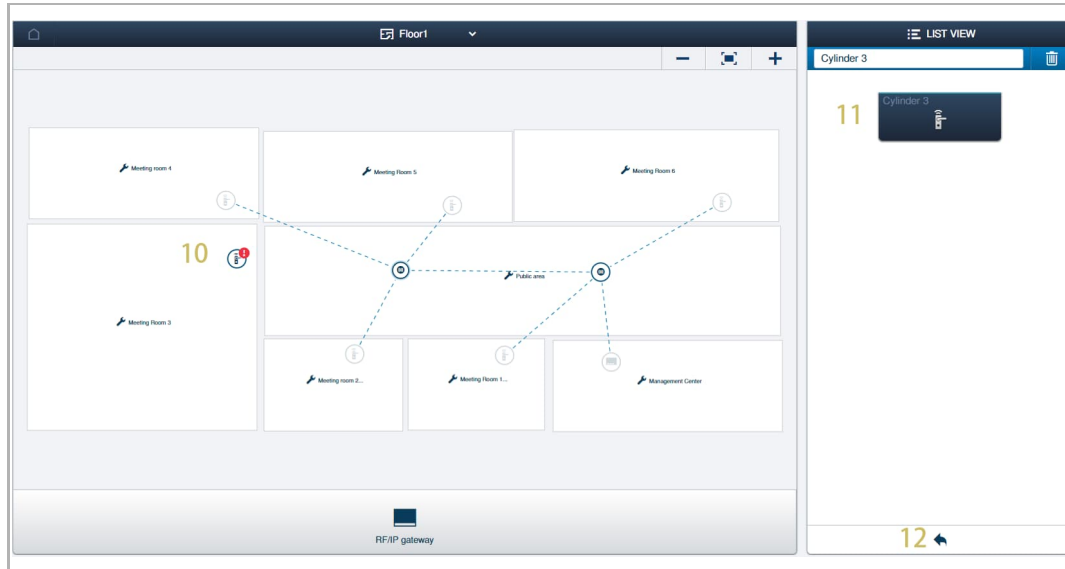 Floor1
LIST VIEW
Cylinder 3
11
Cylinder 3
Meeting room 4
Meeting Room 5
Meeting Room 6
10
Public area
Meeting Room 3
Meeting room 2...
Meeting Room 1...
Management Center
RF/IP gateway
12